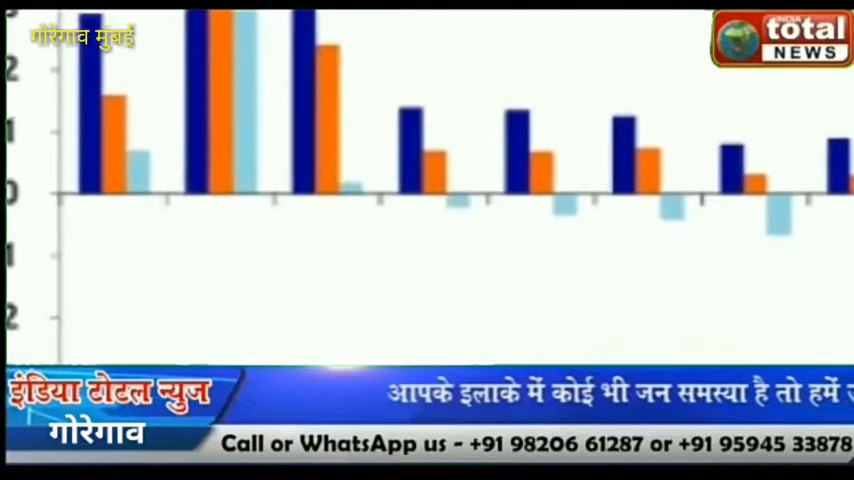 गोरेगाव मुंबई
INDIA
total
NEWS
3
2
1
0
1
2
इंडिया टोटल न्युज
आपके इलाके में कोई भी जन समस्या है तो हमें
गोरेगाव
Call or WhatsApp us - +91 98206 61287 or +91 95945 33878